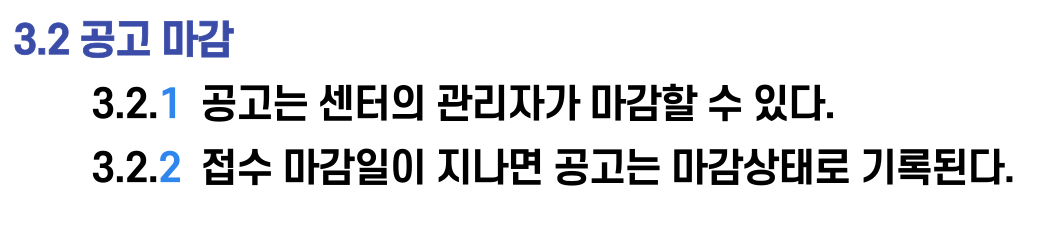 3.2 공고 마감
3.2.1 공고는 센터의 관리자가 마감할 수 있다.
3.2.2 접수 마감일이 지나면 공고는 마감상태로 기록된다.